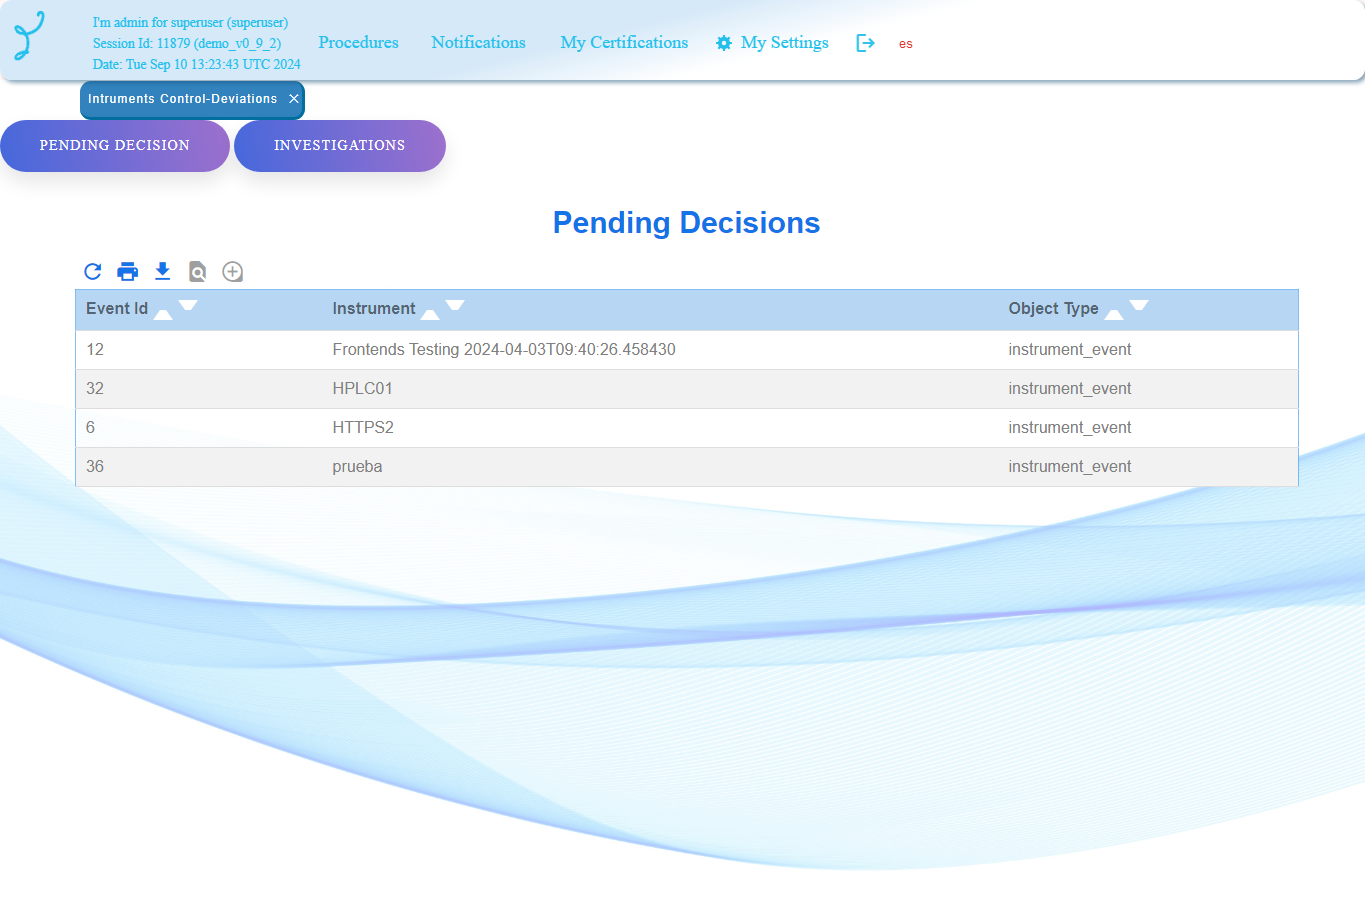 I'm admin for superuser (superuser)
Session Id: 11879 (demo_v0_9_2)
Date: Tue Sep 10 13:23:43 UTC 2024
Procedures Notifications My Certifications My Settings es
Intruments Control-Deviations ×
PENDING DECISION INVESTIGATIONS
Pending Decisions
Event Id Instrument Object Type
12 Frontends Testing 2024-04-03T09:40:26.458430 instrument_event
32 HPLC01 instrument_event
6 HTTPS2 instrument_event
36 prueba instrument_event